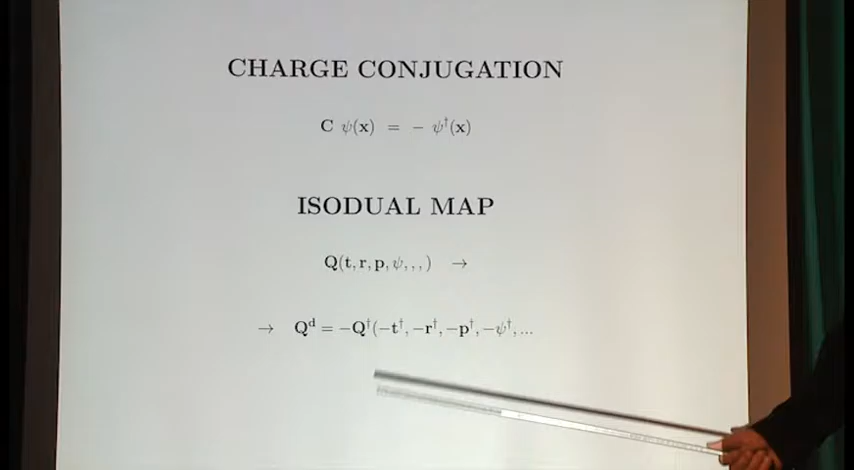 CHARGE CONJUGATION
C ψ(x) = − ψ†(x)
ISODUAL MAP
Q(t, r, p, ψ, , , ) →
→ Qᵈ = −Q†(−t†, −r†, −p†, −ψ†, ...